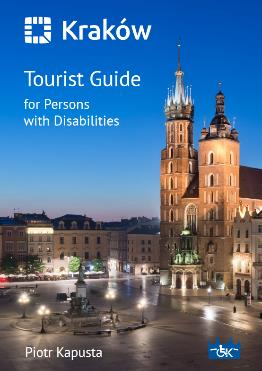 Kraków
Tourist Guide
for Persons
with Disabilities
Piotr Kapusta